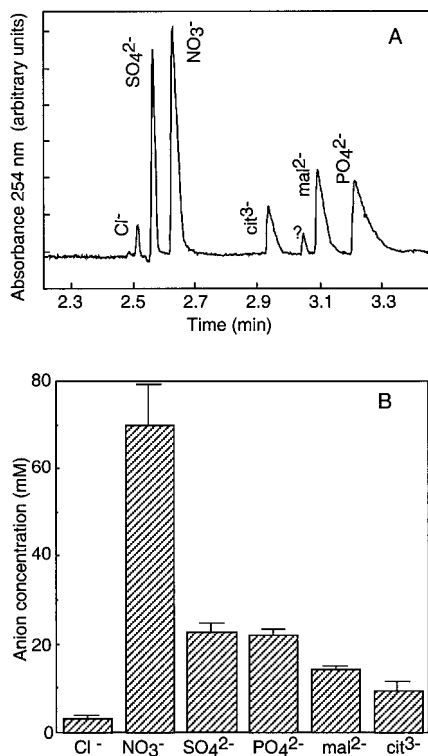 A
Absorbance 254 nm (arbitrary units)
Cl-
SO4 2-
NO3-
cit3-
?
mal2-
PO4 2-
2.3 2.5 2.7 2.9 3.1 3.3
Time (min)
B
Anion concentration (mM)
80
60
40
20
0
Cl - NO3- SO4 2- PO4 2- mal2- cit3-